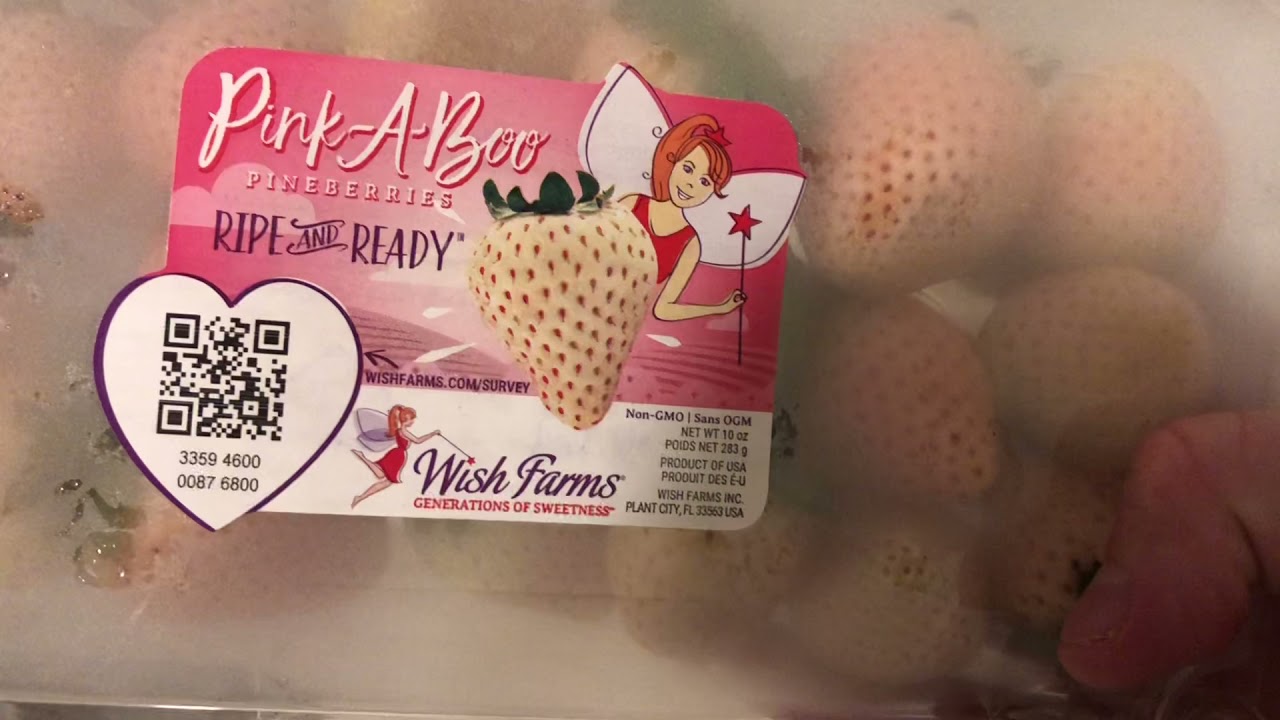 Pink-A-Boo
PINEBERRIES
RIPE AND READY™
WISHFARMS.COM/SURVEY
3359 4600
0087 6800
Wish Farms®
GENERATIONS OF SWEETNESS℠
Non-GMO | Sans OGM
NET WT 10 oz
POIDS NET 283 g
PRODUCT OF USA
PRODUIT DES É-U
WISH FARMS INC.
PLANT CITY, FL 33563 USA